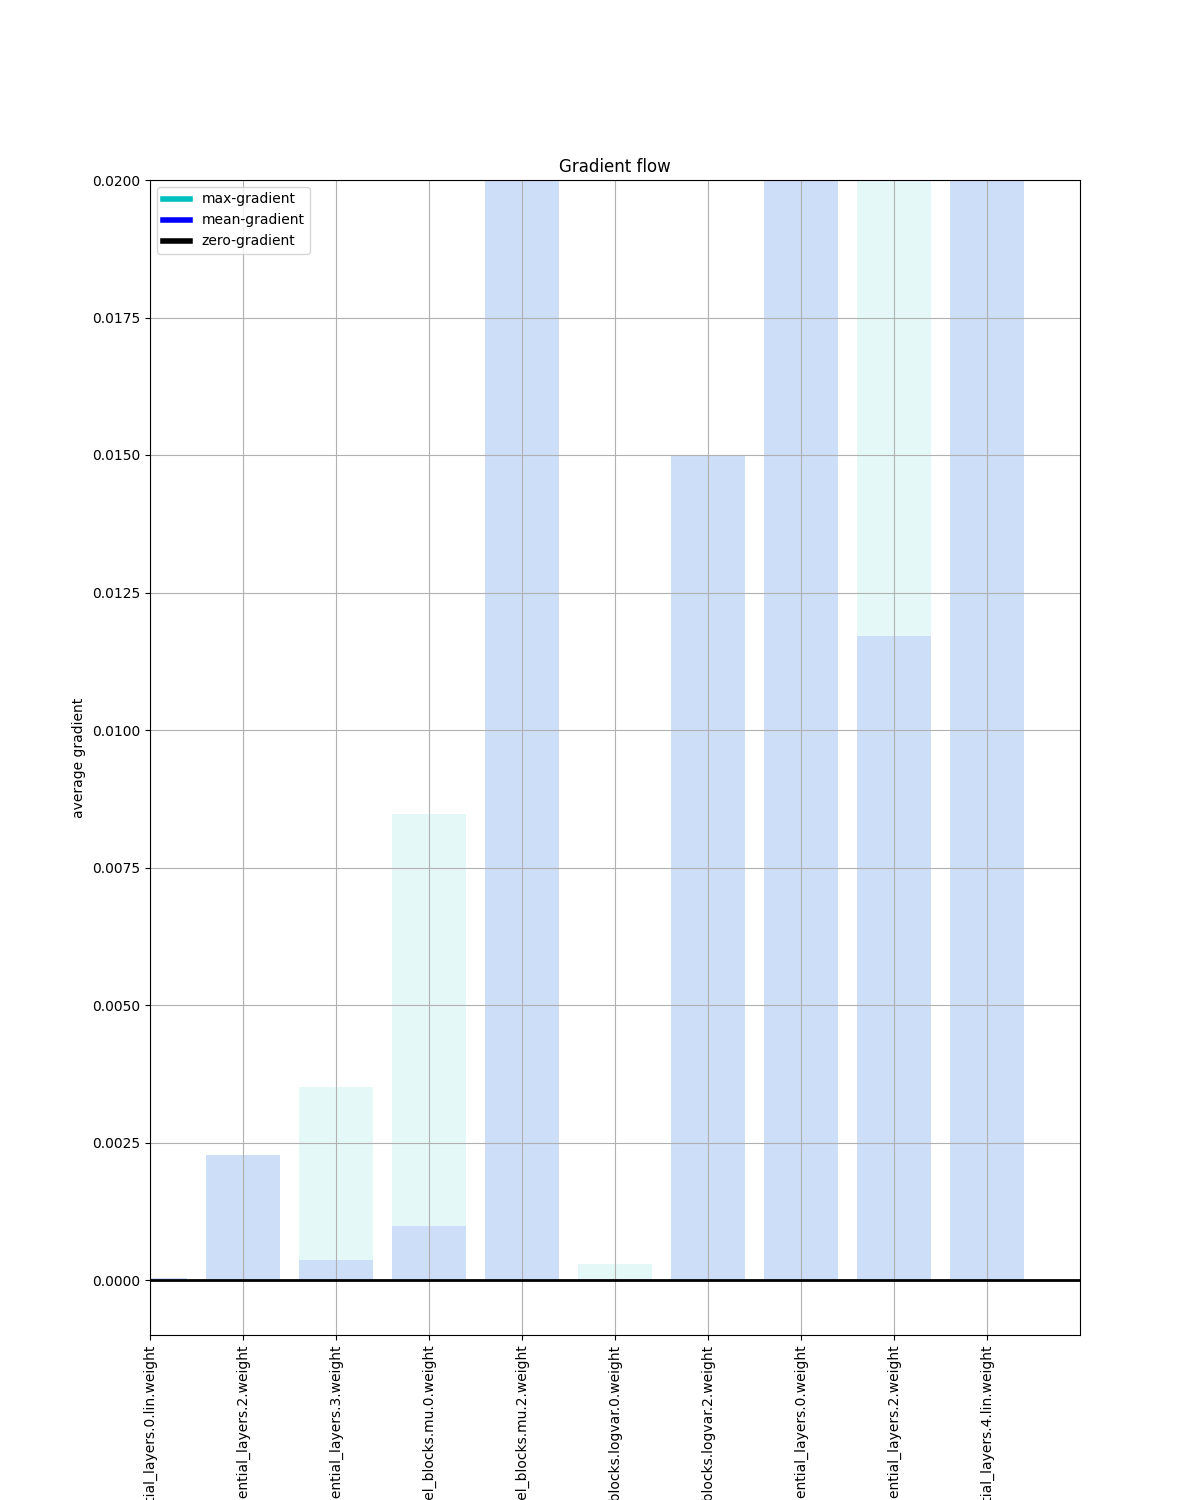 Gradient flow
max-gradient
mean-gradient
zero-gradient
0.0200
0.0175
0.0150
0.0125
0.0100
0.0075
0.0050
0.0025
0.0000
average gradient
tial_layers.0.lin.weight
ential_layers.2.weight
ential_layers.3.weight
el_blocks.mu.0.weight
el_blocks.mu.2.weight
blocks.logvar.0.weight
blocks.logvar.2.weight
ential_layers.0.weight
ential_layers.2.weight
tial_layers.4.lin.weight